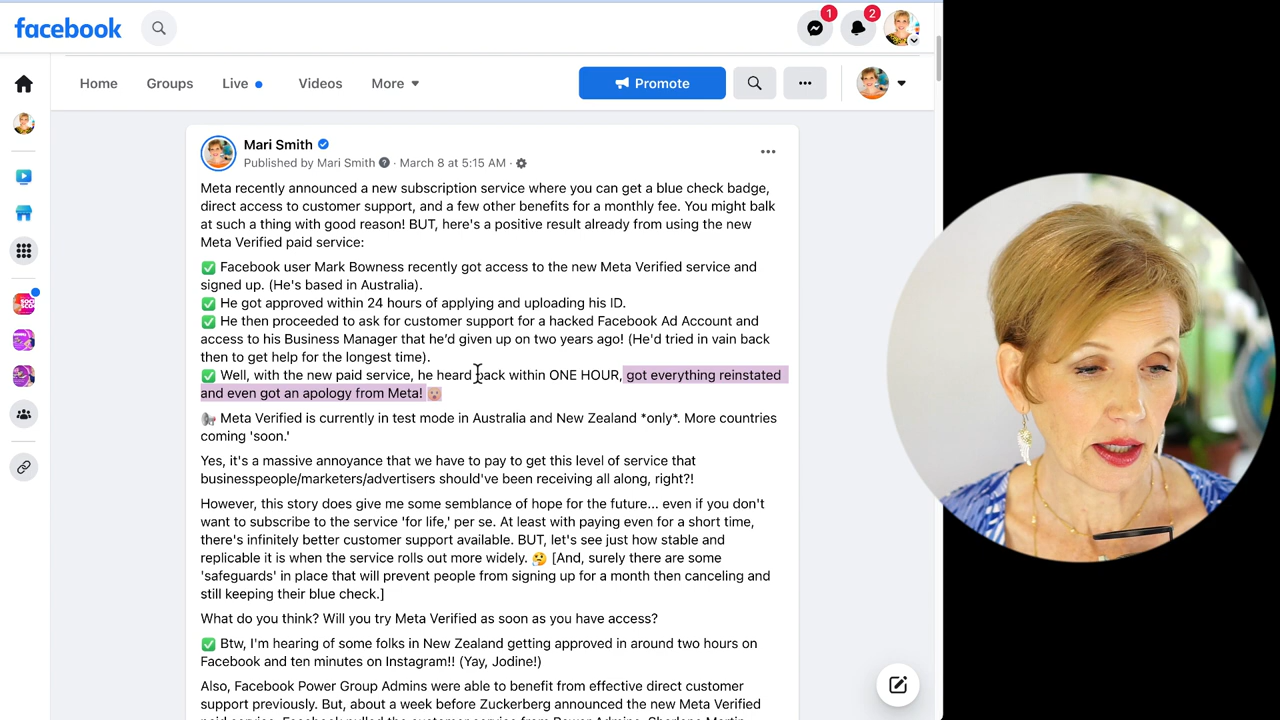 facebook
1
2
Home
Groups
Live
Videos
More
Promote
Mari Smith
Published by Mari Smith · March 8 at 5:15 AM ·
Meta recently announced a new subscription service where you can get a blue check badge,
direct access to customer support, and a few other benefits for a monthly fee. You might balk
at such a thing with good reason! BUT, here's a positive result already from using the new
Meta Verified paid service:
✅ Facebook user Mark Bowness recently got access to the new Meta Verified service and
signed up. (He's based in Australia).
✅ He got approved within 24 hours of applying and uploading his ID.
✅ He then proceeded to ask for customer support for a hacked Facebook Ad Account and
access to his Business Manager that he'd given up on two years ago! (He'd tried in vain back
then to get help for the longest time).
✅ Well, with the new paid service, he heard back within ONE HOUR, got everything reinstated
and even got an apology from Meta!
Meta Verified is currently in test mode in Australia and New Zealand *only*. More countries
coming 'soon.'
Yes, it's a massive annoyance that we have to pay to get this level of service that
businesspeople/marketers/advertisers should've been receiving all along, right?!
However, this story does give me some semblance of hope for the future... even if you don't
want to subscribe to the service 'for life,' per se. At least with paying even for a short time,
there's infinitely better customer support available. BUT, let's see just how stable and
replicable it is when the service rolls out more widely. [And, surely there are some
'safeguards' in place that will prevent people from signing up for a month then canceling and
still keeping their blue check.]
What do you think? Will you try Meta Verified as soon as you have access?
✅ Btw, I'm hearing of some folks in New Zealand getting approved in around two hours on
Facebook and ten minutes on Instagram!! (Yay, Jodine!)
Also, Facebook Power Group Admins were able to benefit from effective direct customer
support previously. But, about a week before Zuckerberg announced the new Meta Verified